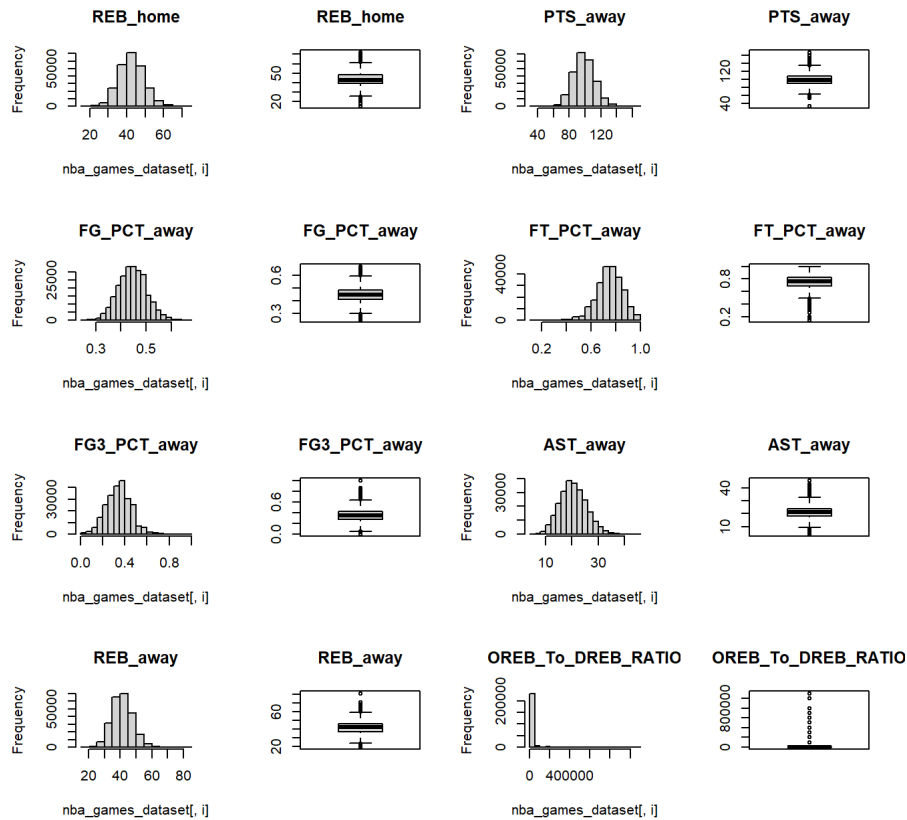 REB_home
REB_home
PTS_away
PTS_away
Frequency
0 50000
20 40 60
nba_games_dataset[, i]
20 50
Frequency
0 50000
40 80 120
nba_games_dataset[, i]
40 120
FG_PCT_away
FG_PCT_away
FT_PCT_away
FT_PCT_away
Frequency
0 25000
0.3 0.5
nba_games_dataset[, i]
0.3 0.6
Frequency
0 40000
0.2 0.6 1.0
nba_games_dataset[, i]
0.2 0.8
FG3_PCT_away
FG3_PCT_away
AST_away
AST_away
Frequency
0 30000
0.0 0.4 0.8
nba_games_dataset[, i]
0.0 0.6
Frequency
0 30000
10 30
nba_games_dataset[, i]
10 40
REB_away
REB_away
OREB_To_DREB_RATIO
OREB_To_DREB_RATIO
Frequency
0 50000
20 40 60 80
nba_games_dataset[, i]
20 60
Frequency
0 200000
0 400000
nba_games_dataset[, i]
0 800000